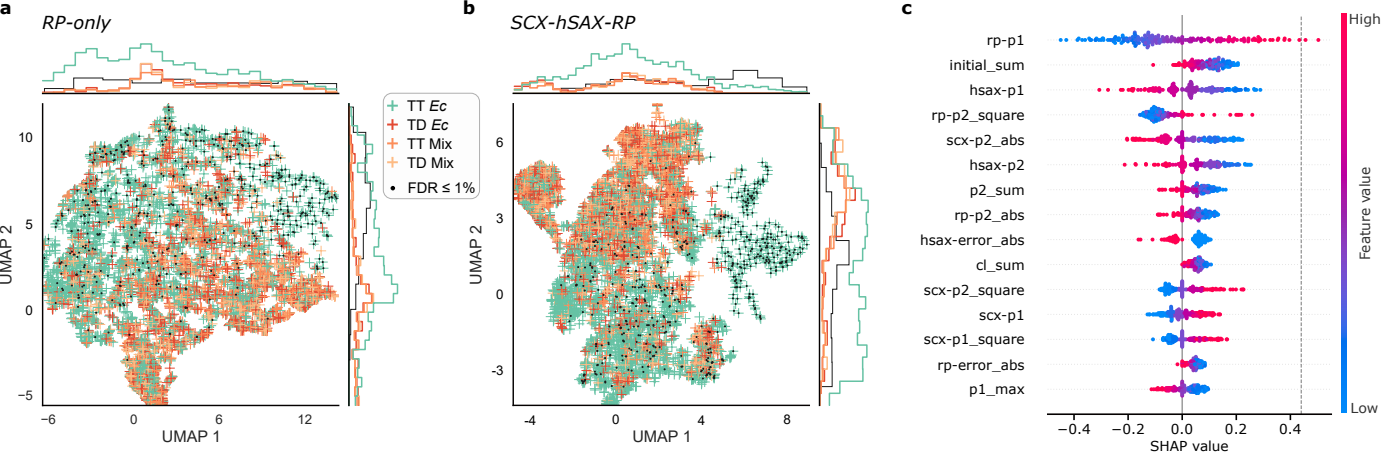 a
RP-only
10
5
0
−5
UMAP 2
−6
0
6
12
UMAP 1
TT Ec
TD Ec
TT Mix
TD Mix
FDR ≤ 1%
b
SCX-hSAX-RP
6
3
0
-3
UMAP 2
−4
0
4
8
UMAP 1
c
rp-p1
initial_sum
hsax-p1
rp-p2_square
scx-p2_abs
hsax-p2
p2_sum
rp-p2_abs
hsax-error_abs
cl_sum
scx-p2_square
scx-p1
scx-p1_square
rp-error_abs
p1_max
−0.4
−0.2
0.0
0.2
0.4
SHAP value
High
Feature value
Low